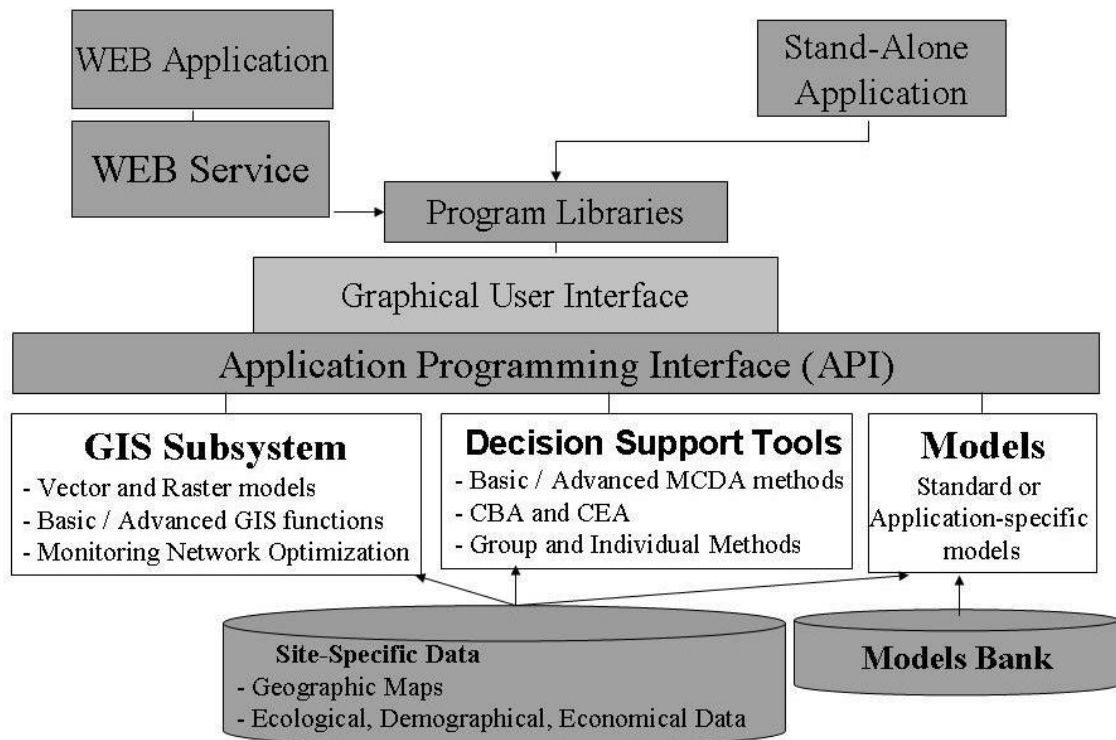 WEB Application
WEB Service
Stand-Alone
Application
Program Libraries
Graphical User Interface
Application Programming Interface (API)
GIS Subsystem
- Vector and Raster models
- Basic / Advanced GIS functions
- Monitoring Network Optimization
Decision Support Tools
- Basic / Advanced MCDA methods
- CBA and CEA
- Group and Individual Methods
Models
Standard or
Application-specific
models
Site-Specific Data
- Geographic Maps
- Ecological, Demographical, Economical Data
Models Bank